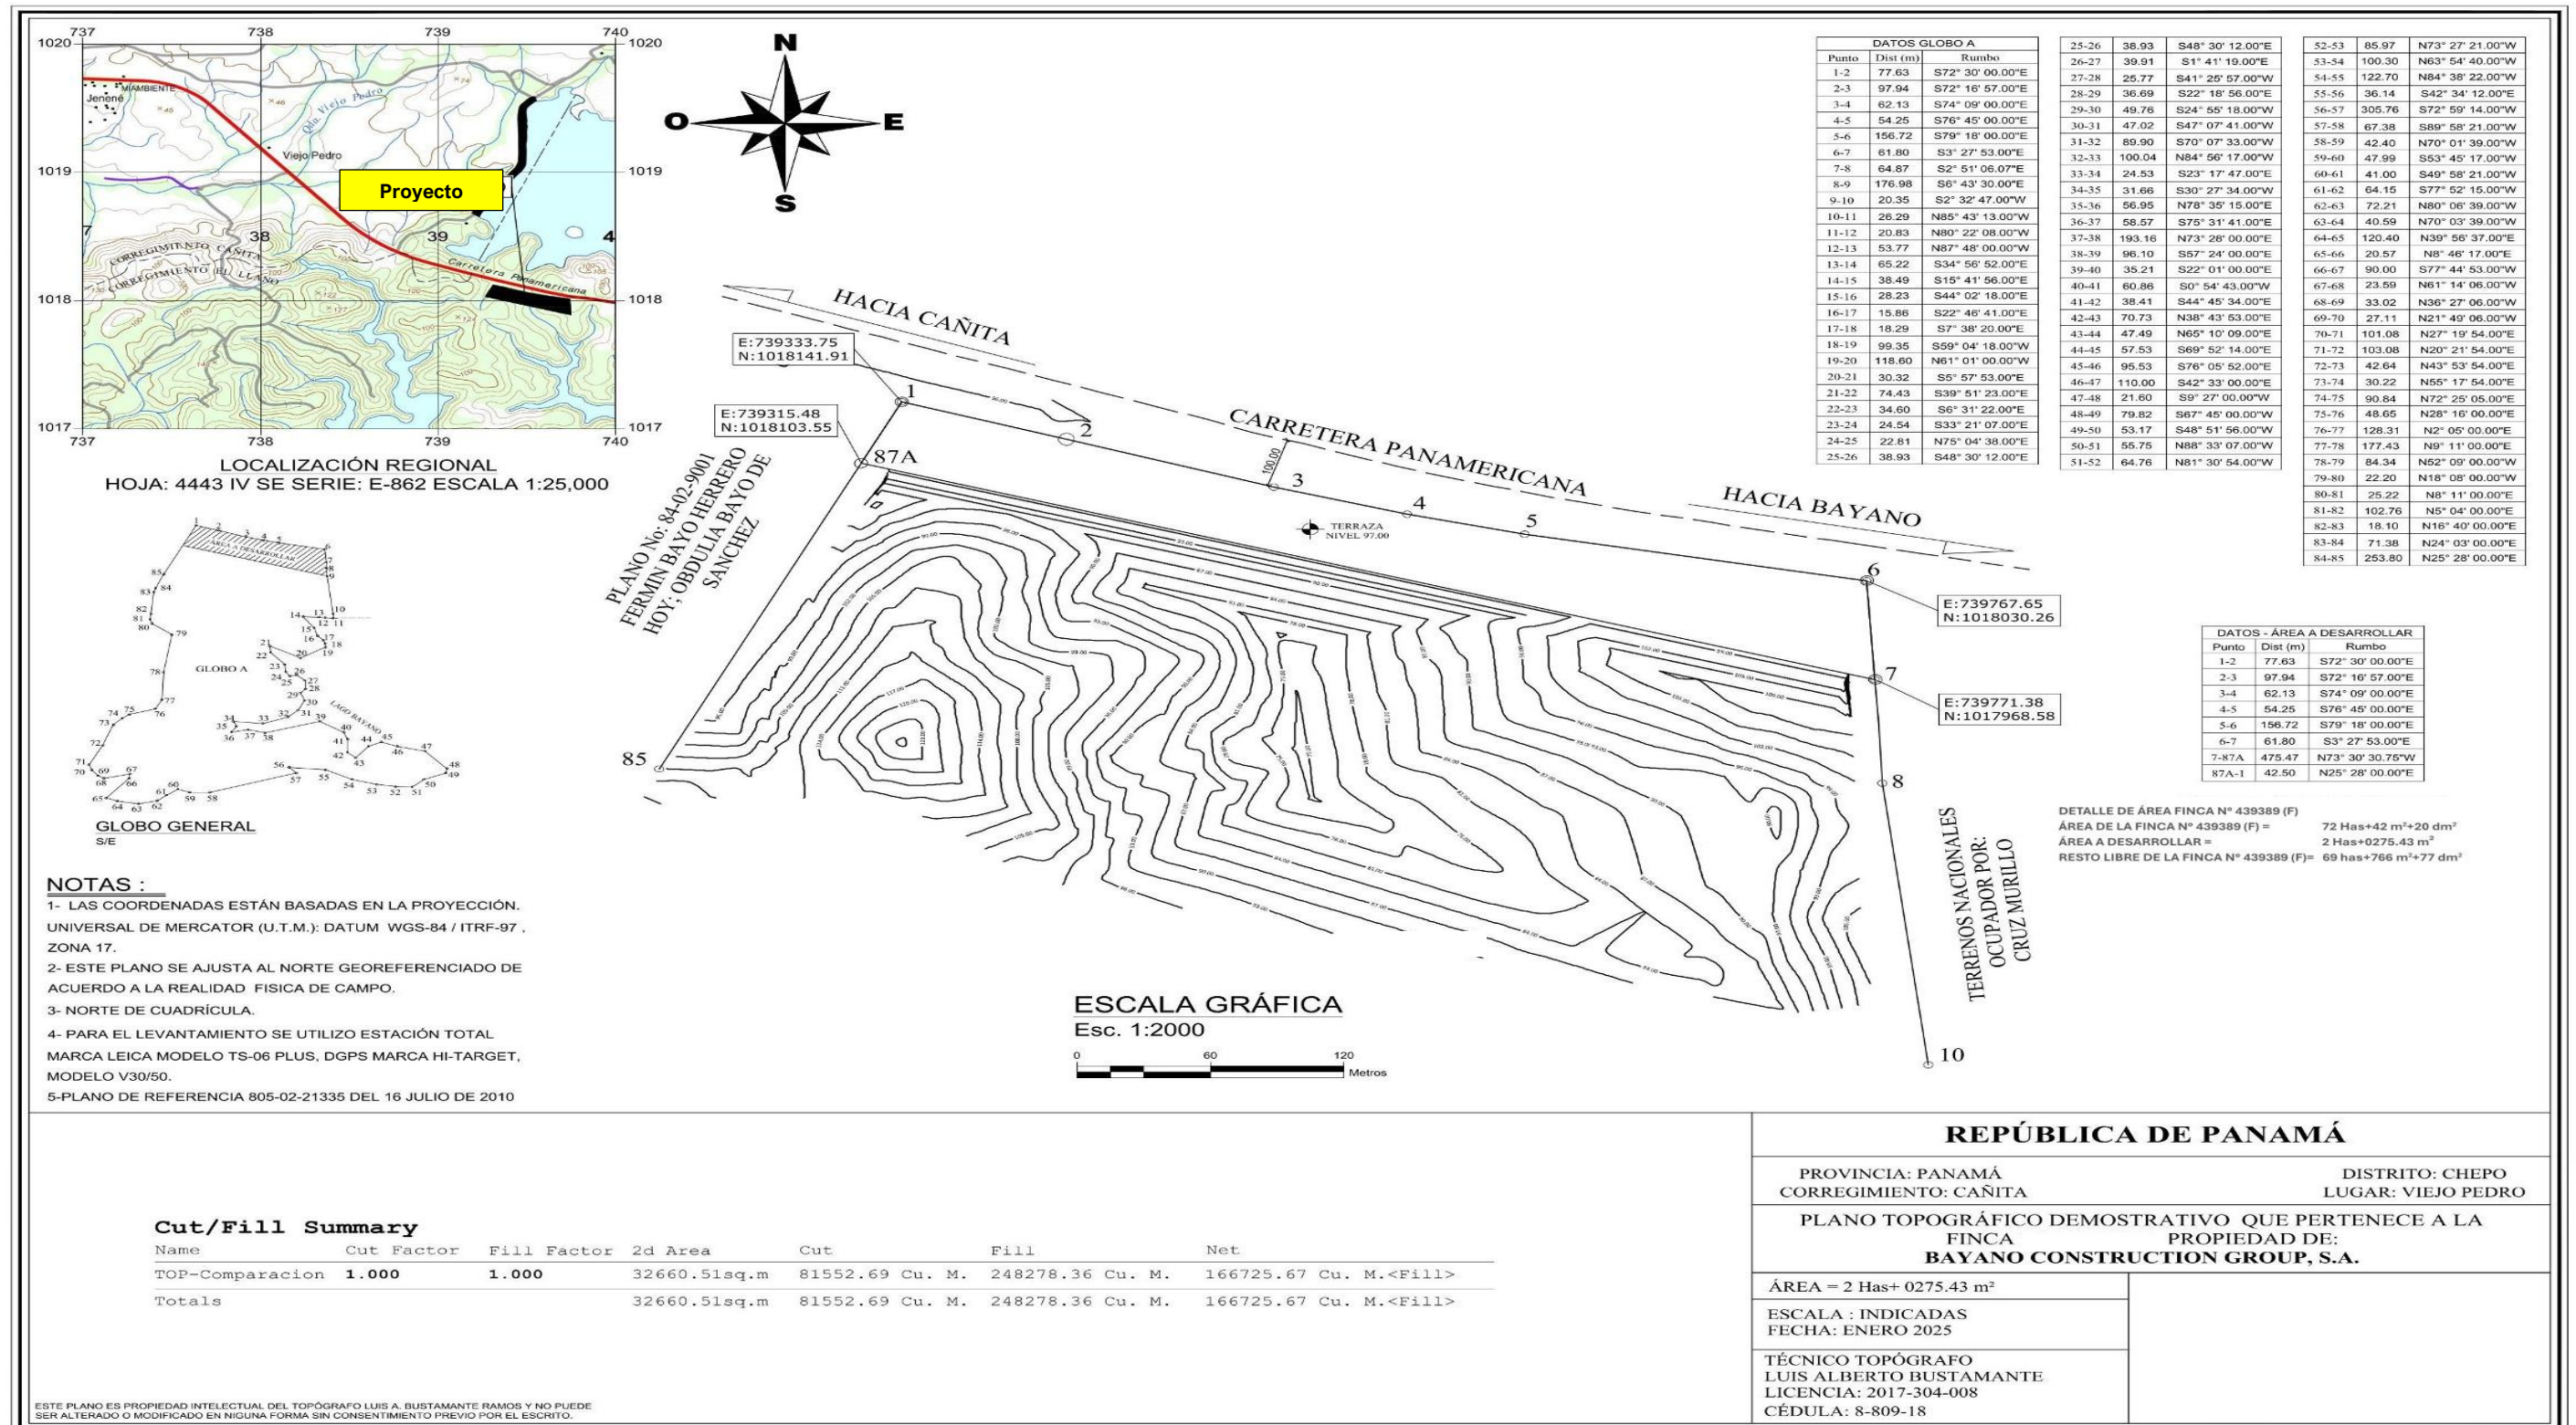 737 738 739 740
1020 1020
1019 1019
1018 1018
1017 1017
737 738 739 740
MIAMBIENTE
Jenené
Qda. Viejo Pedro
Viejo Pedro
Proyecto
7 38 39 4
CORREGIMIENTO CAÑITA
CORREGIMIENTO EL LLANO
Carretera Panamericana
LOCALIZACIÓN REGIONAL
HOJA: 4443 IV SE SERIE: E-862 ESCALA 1:25,000
N
O E
S
HACIA CAÑITA
E:739333.75
N:1018141.91
E:739315.48
N:1018103.55
1
87A
2
3
4
5
6
7
8
10
85
100.00
CARRETERA PANAMERICANA
HACIA BAYANO
TERRAZA
NIVEL 97.00
E:739767.65
N:1018030.26
E:739771.38
N:1017968.58
PLANO No: 84-02-9001
FERMIN BAYO HERRERO
HOY; OBDULIA BAYO DE
SANCHEZ
TERRENOS NACIONALES
OCUPADOR POR:
CRUZ MURILLO
DATOS GLOBO A
Punto Dist (m) Rumbo
1-2 77.63 S72° 30' 00.00"E
2-3 97.94 S72° 16' 57.00"E
3-4 62.13 S74° 09' 00.00"E
4-5 54.25 S76° 45' 00.00"E
5-6 156.72 S79° 18' 00.00"E
6-7 61.80 S3° 27' 53.00"E
7-8 64.87 S2° 51' 06.07"E
8-9 176.98 S6° 43' 30.00"E
9-10 20.35 S2° 32' 47.00"W
10-11 26.29 N85° 43' 13.00"W
11-12 20.83 N80° 22' 08.00"W
12-13 53.77 N87° 48' 00.00"W
13-14 65.22 S34° 56' 52.00"E
14-15 38.49 S15° 41' 56.00"E
15-16 28.23 S44° 02' 18.00"E
16-17 15.86 S22° 46' 41.00"E
17-18 18.29 S7° 38' 20.00"E
18-19 99.35 S59° 04' 18.00"W
19-20 118.60 N61° 01' 00.00"W
20-21 30.32 S5° 57' 53.00"E
21-22 74.43 S39° 51' 23.00"E
22-23 34.60 S6° 31' 22.00"E
23-24 24.54 S33° 21' 07.00"E
24-25 22.81 N75° 04' 38.00"E
25-26 38.93 S48° 30' 12.00"E
25-26 38.93 S48° 30' 12.00"E
26-27 39.91 S1° 41' 19.00"E
27-28 25.77 S41° 25' 57.00"W
28-29 36.69 S22° 18' 56.00"E
29-30 49.76 S24° 55' 18.00"W
30-31 47.02 S47° 07' 41.00"W
31-32 89.90 S70° 07' 33.00"W
32-33 100.04 N84° 56' 17.00"W
33-34 24.53 S23° 17' 47.00"E
34-35 31.66 S30° 27' 34.00"W
35-36 56.95 N78° 35' 15.00"E
36-37 58.57 S75° 31' 41.00"E
37-38 193.16 N73° 28' 00.00"E
38-39 96.10 S57° 24' 00.00"E
39-40 35.21 S22° 01' 00.00"E
40-41 60.86 S0° 54' 43.00"W
41-42 38.41 S44° 45' 34.00"E
42-43 70.73 N38° 43' 53.00"E
43-44 47.49 N65° 10' 09.00"E
44-45 57.53 S69° 52' 14.00"E
45-46 95.53 S76° 05' 52.00"E
46-47 110.00 S42° 33' 00.00"E
47-48 21.60 S9° 27' 00.00"W
48-49 79.82 S67° 45' 00.00"W
49-50 53.17 S48° 51' 56.00"W
50-51 55.75 N88° 33' 07.00"W
51-52 64.76 N81° 30' 54.00"W
52-53 85.97 N73° 27' 21.00"W
53-54 100.30 N63° 54' 40.00"W
54-55 122.70 N84° 38' 22.00"W
55-56 36.14 S42° 34' 12.00"E
56-57 305.76 S72° 59' 14.00"W
57-58 67.38 S89° 58' 21.00"W
58-59 42.40 N70° 01' 39.00"W
59-60 47.99 S53° 45' 17.00"W
60-61 41.00 S49° 58' 21.00"W
61-62 64.15 S77° 52' 15.00"W
62-63 72.21 N80° 06' 39.00"W
63-64 40.59 N70° 03' 39.00"W
64-65 120.40 N39° 56' 37.00"E
65-66 20.57 N8° 46' 17.00"E
66-67 90.00 S77° 44' 53.00"W
67-68 23.59 N61° 14' 06.00"W
68-69 33.02 N36° 27' 06.00"W
69-70 27.11 N21° 49' 06.00"W
70-71 101.08 N27° 19' 54.00"E
71-72 103.08 N20° 21' 54.00"E
72-73 42.64 N43° 53' 54.00"E
73-74 30.22 N55° 17' 54.00"E
74-75 90.84 N72° 25' 05.00"E
75-76 48.65 N28° 16' 00.00"E
76-77 128.31 N2° 05' 00.00"E
77-78 177.43 N9° 11' 00.00"E
78-79 84.34 N52° 09' 00.00"W
79-80 22.20 N18° 08' 00.00"W
80-81 25.22 N8° 11' 00.00"E
81-82 102.76 N5° 04' 00.00"E
82-83 18.10 N16° 40' 00.00"E
83-84 71.38 N24° 03' 00.00"E
84-85 253.80 N25° 28' 00.00"E
DATOS - ÁREA A DESARROLLAR
Punto Dist (m) Rumbo
1-2 77.63 S72° 30' 00.00"E
2-3 97.94 S72° 16' 57.00"E
3-4 62.13 S74° 09' 00.00"E
4-5 54.25 S76° 45' 00.00"E
5-6 156.72 S79° 18' 00.00"E
6-7 61.80 S3° 27' 53.00"E
7-87A 475.47 N73° 30' 30.75"W
87A-1 42.50 N25° 28' 00.00"E
DETALLE DE ÁREA FINCA Nº 439389 (F)
ÁREA DE LA FINCA Nº 439389 (F) = 72 Has+42 m²+20 dm²
ÁREA A DESARROLLAR = 2 Has+0275.43 m²
RESTO LIBRE DE LA FINCA Nº 439389 (F)= 69 has+766 m²+77 dm²
ÁREA A DESARROLLAR
GLOBO A
LAGO BAYANO
GLOBO GENERAL
S/E
NOTAS :
1- LAS COORDENADAS ESTÁN BASADAS EN LA PROYECCIÓN.
UNIVERSAL DE MERCATOR (U.T.M.): DATUM WGS-84 / ITRF-97 ,
ZONA 17.
2- ESTE PLANO SE AJUSTA AL NORTE GEOREFERENCIADO DE
ACUERDO A LA REALIDAD FISICA DE CAMPO.
3- NORTE DE CUADRÍCULA.
4- PARA EL LEVANTAMIENTO SE UTILIZO ESTACIÓN TOTAL
MARCA LEICA MODELO TS-06 PLUS, DGPS MARCA HI-TARGET,
MODELO V30/50.
5-PLANO DE REFERENCIA 805-02-21335 DEL 16 JULIO DE 2010
ESCALA GRÁFICA
Esc. 1:2000
0 60 120
Metros
Cut/Fill Summary
Name Cut Factor Fill Factor 2d Area Cut Fill Net
TOP-Comparacion 1.000 1.000 32660.51sq.m 81552.69 Cu. M. 248278.36 Cu. M. 166725.67 Cu. M.<Fill>
Totals 32660.51sq.m 81552.69 Cu. M. 248278.36 Cu. M. 166725.67 Cu. M.<Fill>
REPÚBLICA DE PANAMÁ
PROVINCIA: PANAMÁ DISTRITO: CHEPO
CORREGIMIENTO: CAÑITA LUGAR: VIEJO PEDRO
PLANO TOPOGRÁFICO DEMOSTRATIVO QUE PERTENECE A LA
FINCA PROPIEDAD DE:
BAYANO CONSTRUCTION GROUP, S.A.
ÁREA = 2 Has+ 0275.43 m²
ESCALA : INDICADAS
FECHA: ENERO 2025
TÉCNICO TOPÓGRAFO
LUIS ALBERTO BUSTAMANTE
LICENCIA: 2017-304-008
CÉDULA: 8-809-18
ESTE PLANO ES PROPIEDAD INTELECTUAL DEL TOPÓGRAFO LUIS A. BUSTAMANTE RAMOS Y NO PUEDE
SER ALTERADO O MODIFICADO EN NIGUNA FORMA SIN CONSENTIMIENTO PREVIO POR EL ESCRITO.